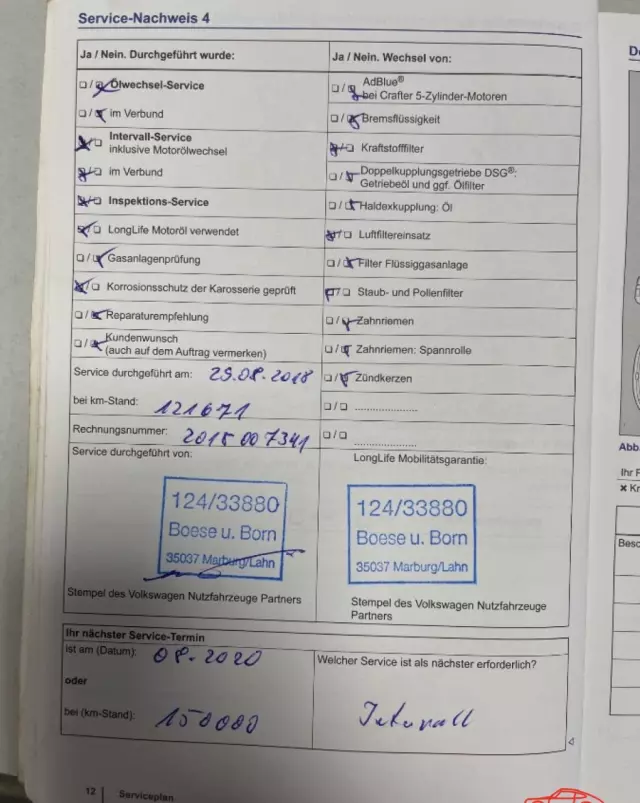 Service-Nachweis 4
Ja / Nein. Durchgeführt wurde:
Ölwechsel-Service
im Verbund
Intervall-Service
inklusive Motorölwechsel
im Verbund
Inspektions-Service
LongLife Motoröl verwendet
Gasanlagenprüfung
Korrosionsschutz der Karosserie geprüft
Reparaturempfehlung
Kundenwunsch
(auch auf dem Auftrag vermerken)
Service durchgeführt am: 29.08.2018
bei km-Stand: 121671
Rechnungsnummer: 2018007341
Service durchgeführt von:
124/33880
Boese u. Born
35037 Marburg/Lahn
Stempel des Volkswagen Nutzfahrzeuge Partners
Ja / Nein. Wechsel von:
AdBlue®
bei Crafter 5-Zylinder-Motoren
Bremsflüssigkeit
Kraftstofffilter
Doppelkupplungsgetriebe DSG®:
Getriebeöl und ggf. Ölfilter
Haldexkupplung: Öl
Luftfiltereinsatz
Filter Flüssiggasanlage
Staub- und Pollenfilter
Zahnriemen
Zahnriemen: Spannrolle
Zündkerzen
LongLife Mobilitätsgarantie:
124/33880
Boese u. Born
35037 Marburg/Lahn
Stempel des Volkswagen Nutzfahrzeuge
Partners
Ihr nächster Service-Termin
ist am (Datum): 08.2020
oder
bei (km-Stand): 150000
Welcher Service ist als nächster erforderlich?
Intervall
12 Serviceplan
Abb.